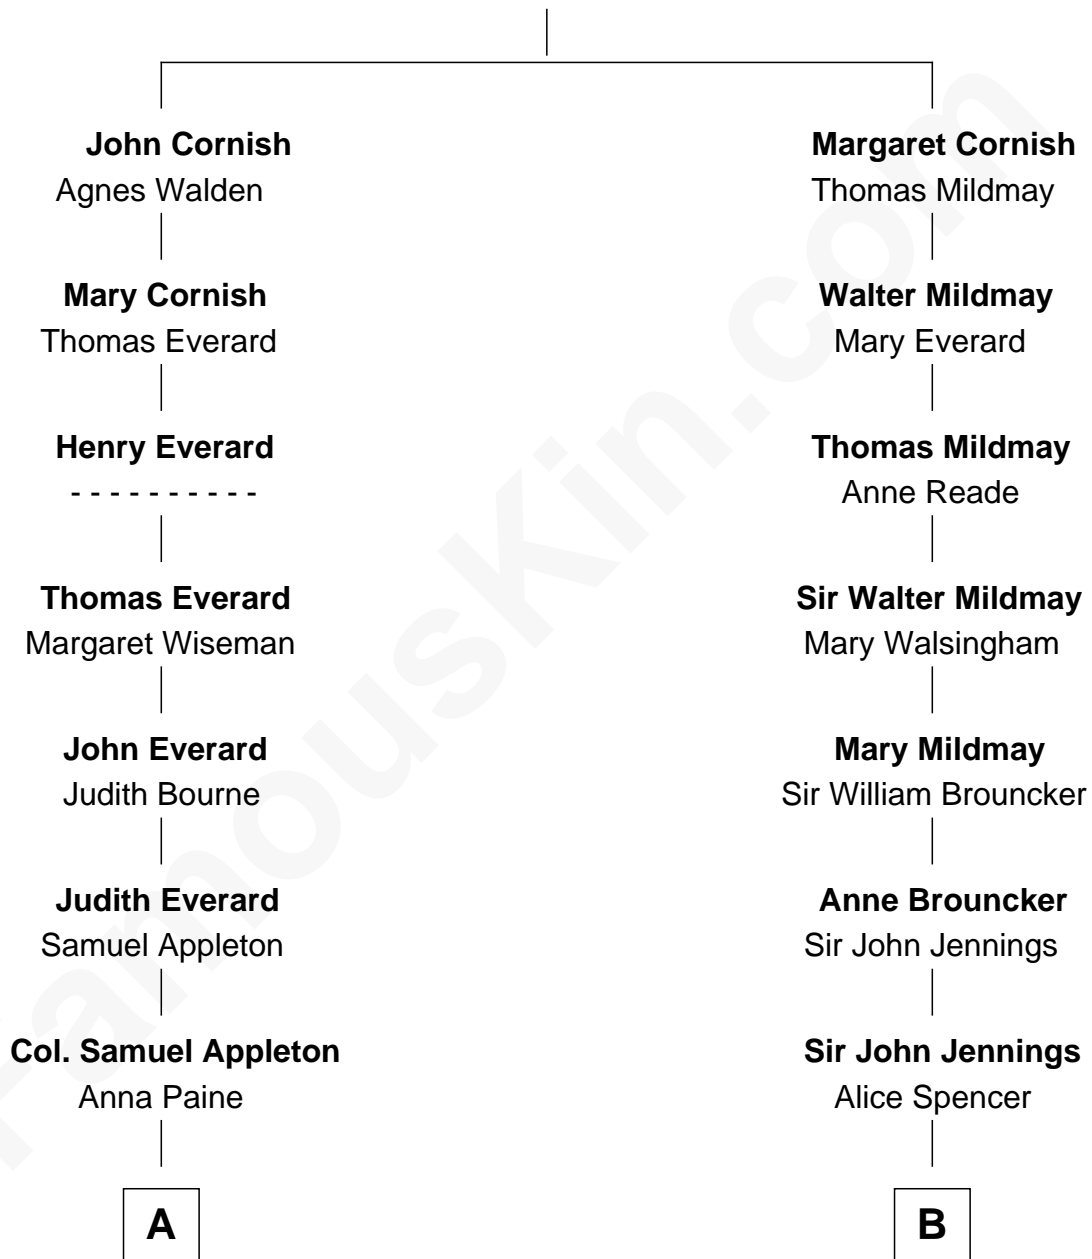 John Cornish
Agnes Walden
Mary Cornish
Thomas Everard
Henry Everard
- - - - - - - - - -
Thomas Everard
Margaret Wiseman
John Everard
Judith Bourne
Judith Everard
Samuel Appleton
Col. Samuel Appleton
Anna Paine
A
Margaret Cornish
Thomas Mildmay
Walter Mildmay
Mary Everard
Thomas Mildmay
Anne Reade
Sir Walter Mildmay
Mary Walsingham
Mary Mildmay
Sir William Brouncker
Anne Brouncker
Sir John Jennings
Sir John Jennings
Alice Spencer
B
FamousKin.com